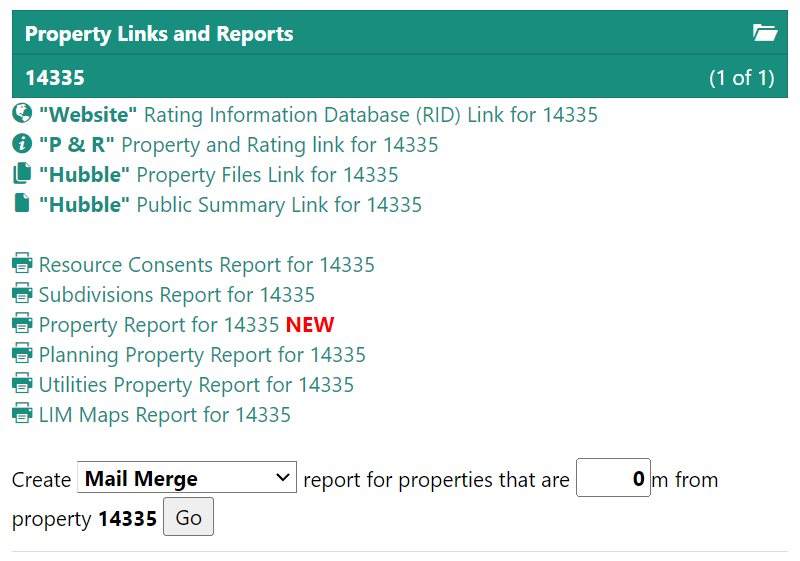 Property Links and Reports
14335 (1 of 1)
"Website" Rating Information Database (RID) Link for 14335
"P & R" Property and Rating link for 14335
"Hubble" Property Files Link for 14335
"Hubble" Public Summary Link for 14335
Resource Consents Report for 14335
Subdivisions Report for 14335
Property Report for 14335 NEW
Planning Property Report for 14335
Utilities Property Report for 14335
LIM Maps Report for 14335
Create Mail Merge report for properties that are 0 m from
property 14335 Go